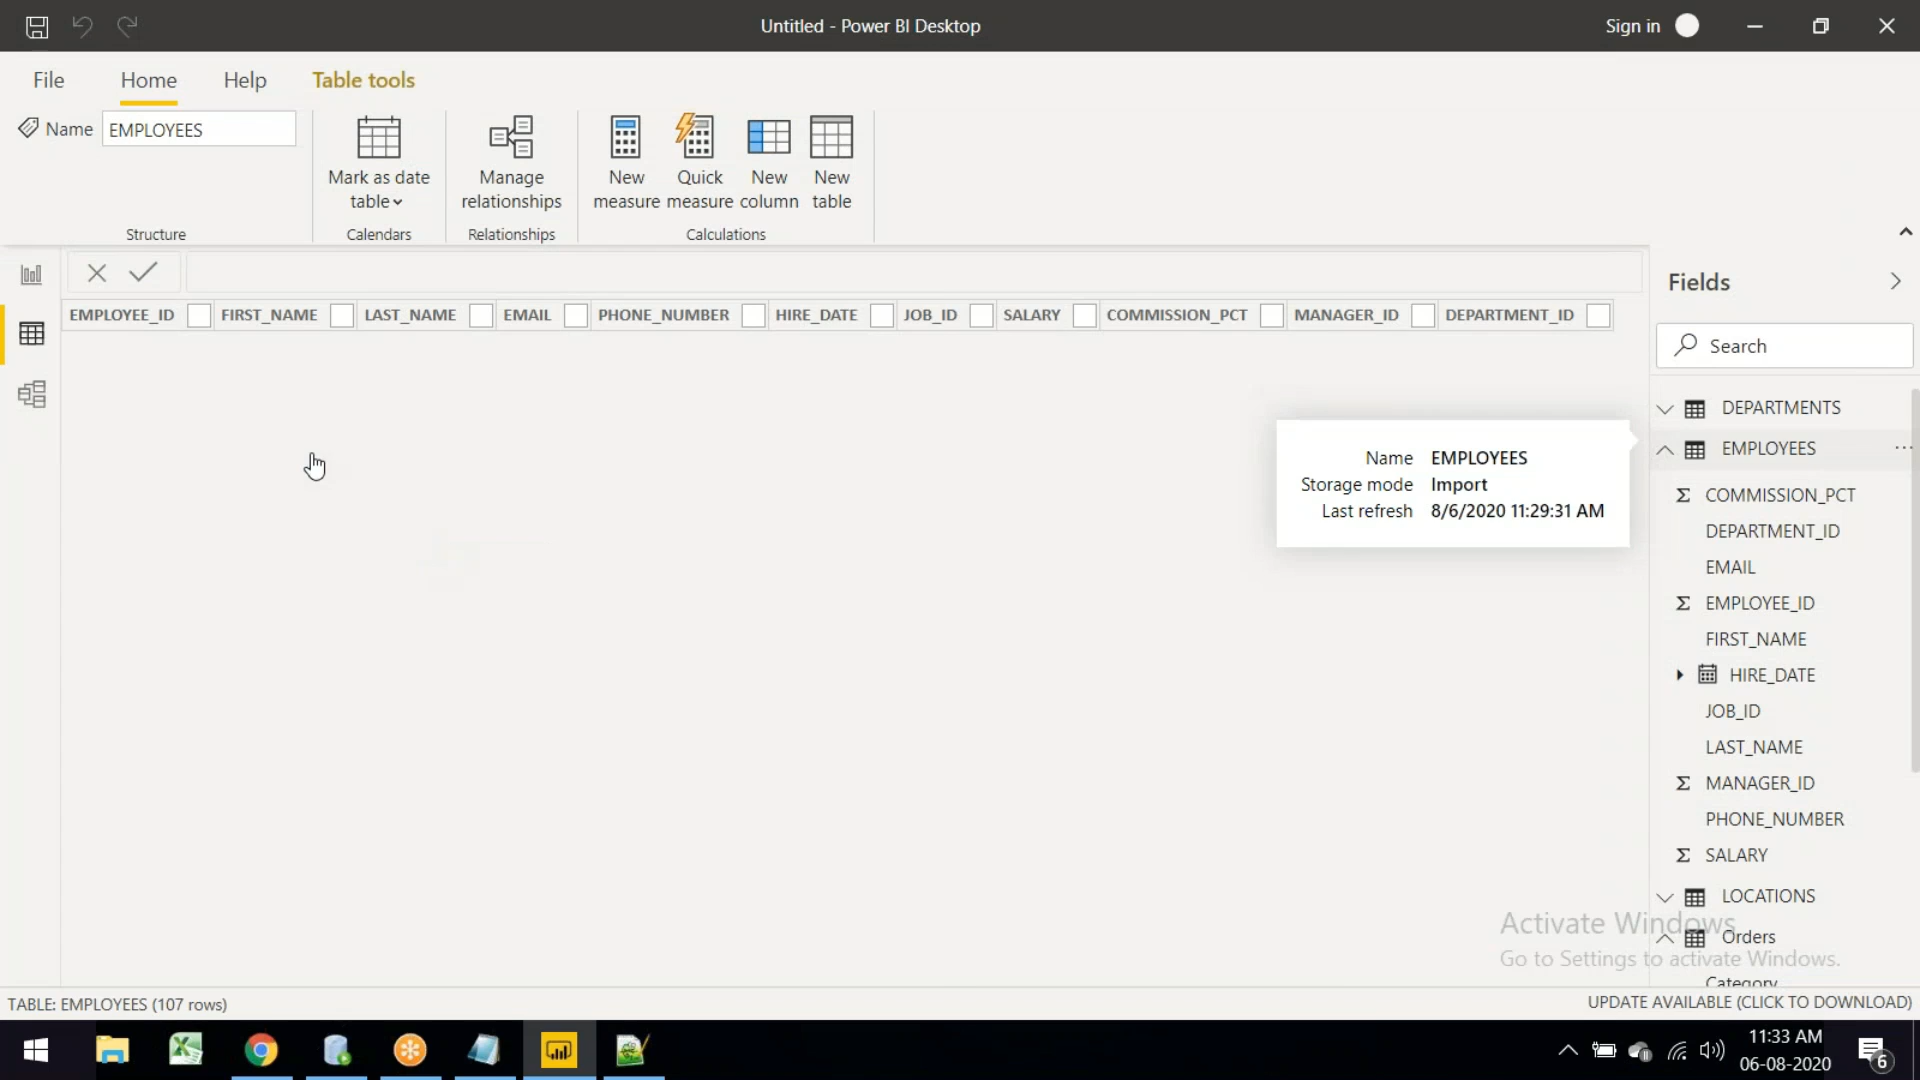 Untitled - Power BI Desktop
Sign in
File Home Help Table tools
Name EMPLOYEES
Mark as date
table
Manage
relationships
New
measure
Quick
measure
New
column
New
table
Structure
Calendars
Relationships
Calculations
EMPLOYEE_ID FIRST_NAME LAST_NAME EMAIL PHONE_NUMBER HIRE_DATE JOB_ID SALARY COMMISSION_PCT MANAGER_ID DEPARTMENT_ID
Name EMPLOYEES
Storage mode Import
Last refresh 8/6/2020 11:29:31 AM
Fields
Search
DEPARTMENTS
EMPLOYEES
Σ COMMISSION_PCT
DEPARTMENT_ID
EMAIL
Σ EMPLOYEE_ID
FIRST_NAME
HIRE_DATE
JOB_ID
LAST_NAME
Σ MANAGER_ID
PHONE_NUMBER
Σ SALARY
LOCATIONS
Orders
Category
Activate Windows
Go to Settings to activate Windows.
TABLE: EMPLOYEES (107 rows)
UPDATE AVAILABLE (CLICK TO DOWNLOAD)
11:33 AM
06-08-2020
6